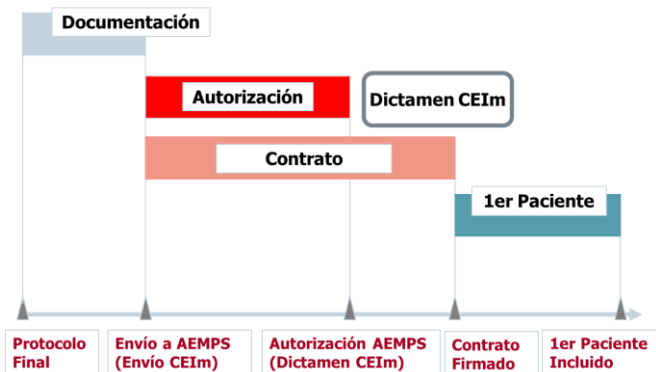 Documentación
Autorización
Dictamen CEIm
Contrato
1er Paciente
Protocolo
Final
Envío a AEMPS
(Envío CEIm)
Autorización AEMPS
(Dictamen CEIm)
Contrato
Firmado
1er Paciente
Incluido